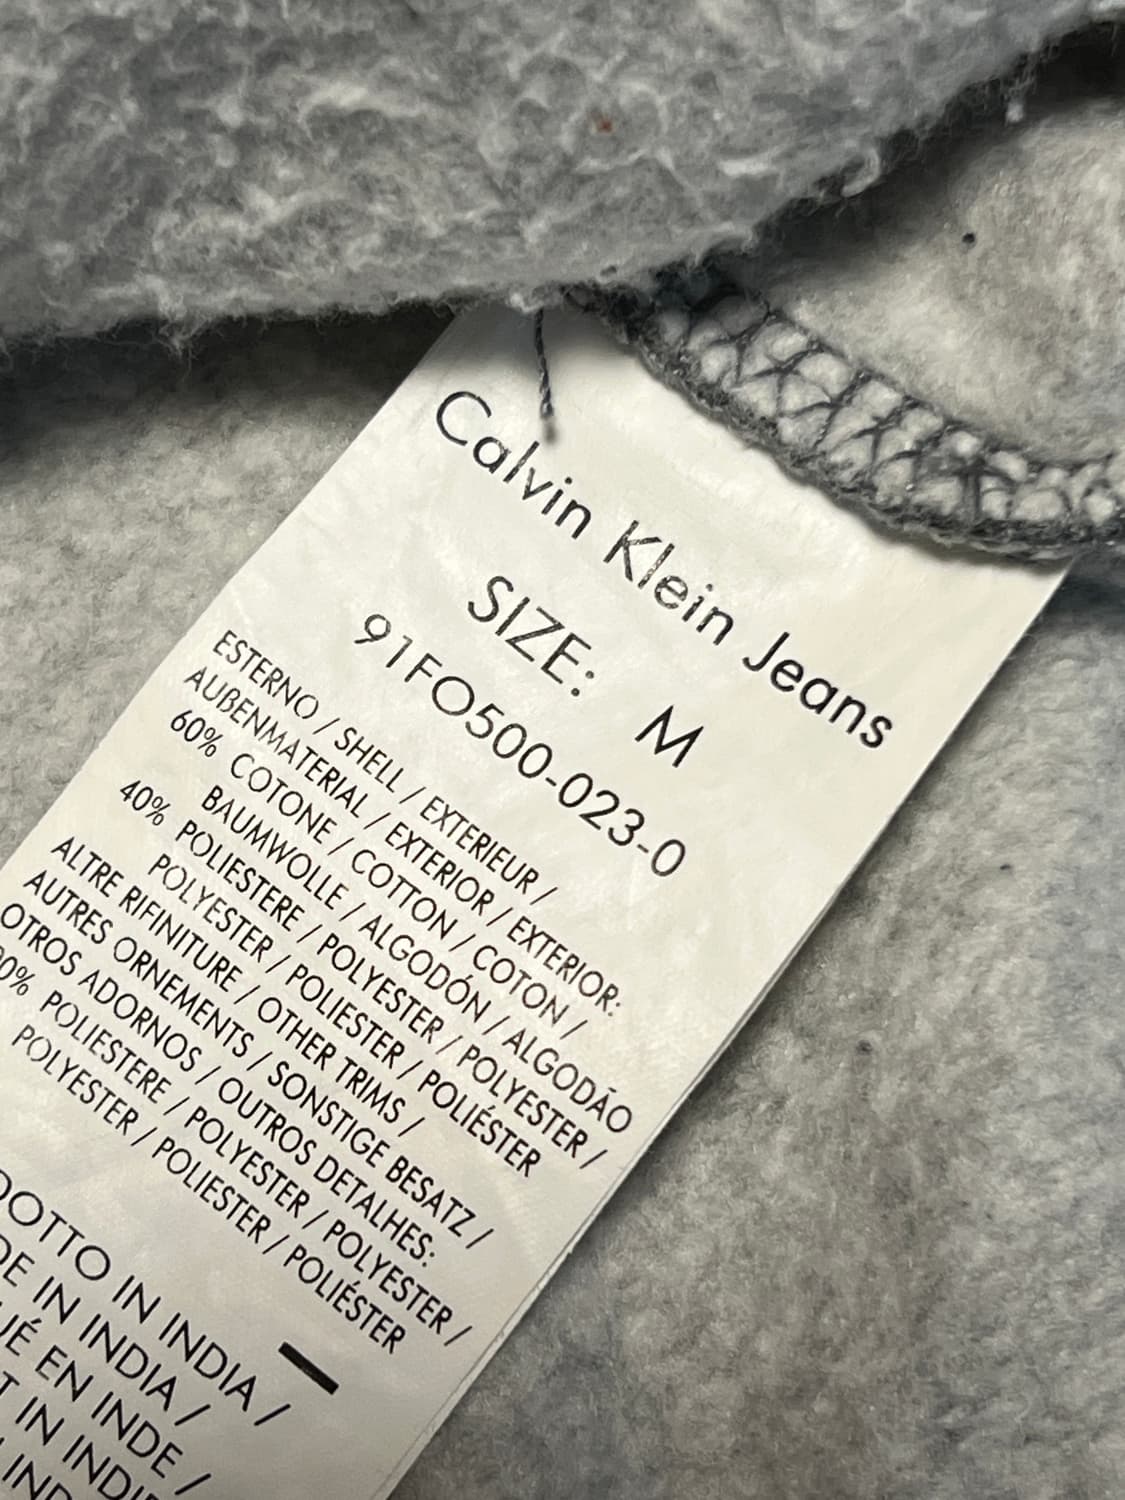 Calvin Klein Jeans
SIZE: M
91FO500-023-0
ESTERNO / SHELL / EXTERIEUR /
AUßENMATERIAL / EXTERIOR / EXTERIOR:
60% COTONE / COTTON / COTON /
BAUMWOLLE / ALGODÓN / ALGODÁO
40% POLIESTERE / POLYESTER / POLYESTER /
POLYESTER / POLIESTER / POLIÉSTER
ALTRE RIFINITURE / OTHER TRIMS /
AUTRES ORNEMENTS / SONSTIGE BESATZ /
OTROS ADORNOS / OUTROS DETALHES:
POLIESTERE / POLYESTER / POLYESTER /
POLYESTER / POLIESTER / POLIÉSTER
IN INDIA /
IN INDIA /
EN INDE /
IN